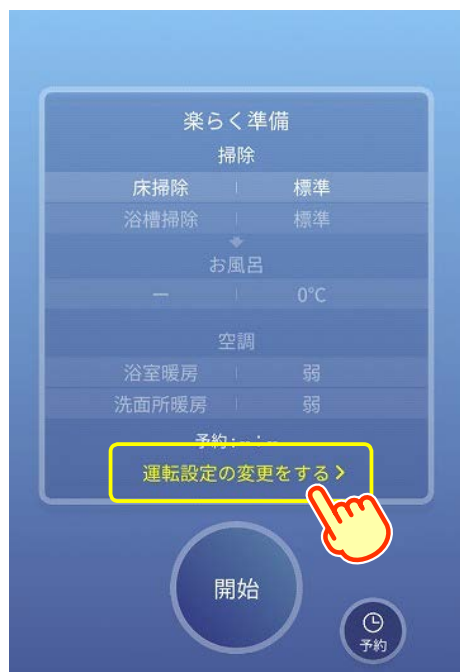 楽らく準備
掃除
床掃除 標準
浴槽掃除 標準
お風呂
ー 0℃
空調
浴室暖房 弱
洗面所暖房 弱
予約:--:--
運転設定の変更をする>
開始
予約